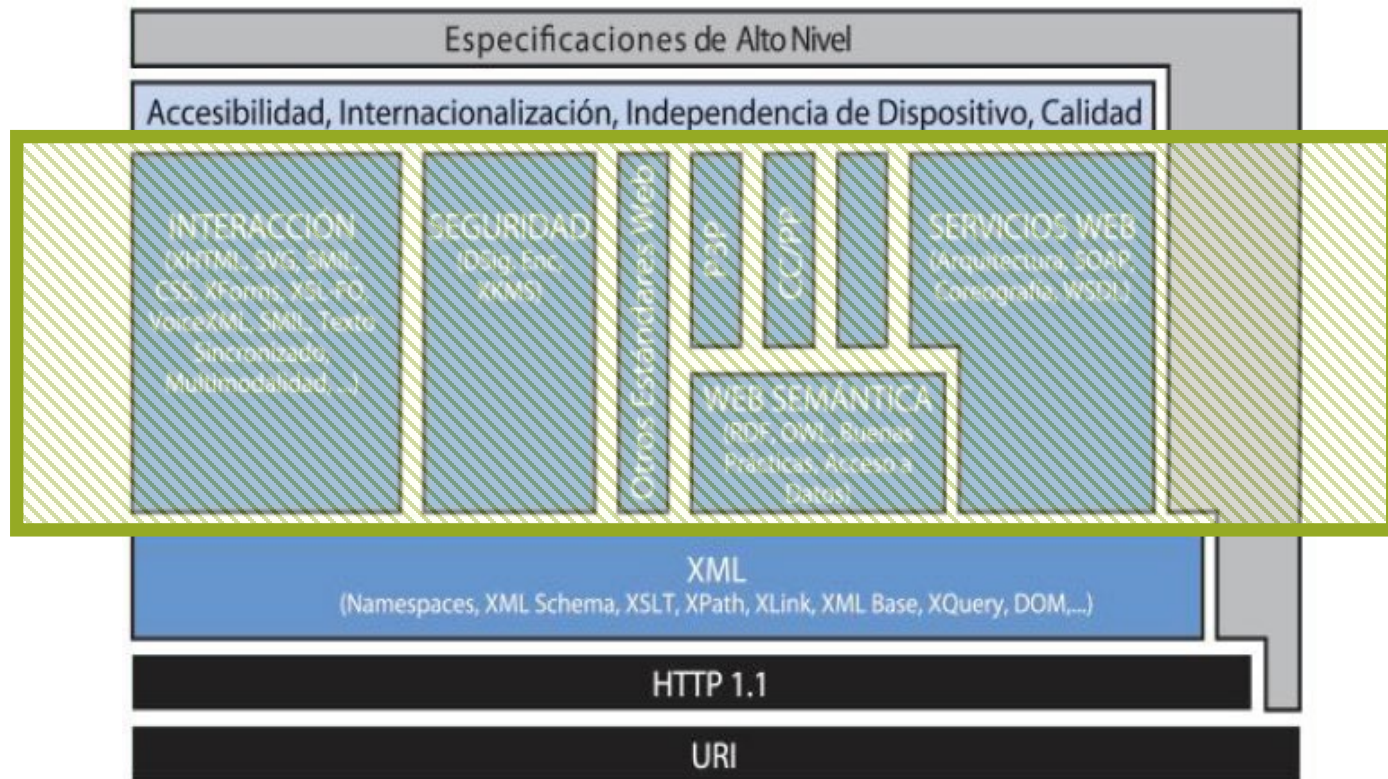 Especificaciones de Alto Nivel
Accesibilidad, Internacionalización, Independencia de Dispositivo, Calidad
INTERACCIÓN
(XHTML, SVG, SMIL,
CSS, XForms, XSL-FO,
VoiceXML, SMIL, Texto
Sincronizado,
Multimodalidad, ...)
SEGURIDAD
(DSig, Enc,
XKMS)
Otros Estandares Web
P3P
CC/PP
SERVICIOS WEB
(Arquitectura, SOAP,
Coreografía, WSDL)
WEB SEMÁNTICA
(RDF, OWL, Buenas
Prácticas, Acceso a
Datos)
XML
(Namespaces, XML Schema, XSLT, XPath, XLink, XML Base, XQuery, DOM,...)
HTTP 1.1
URI